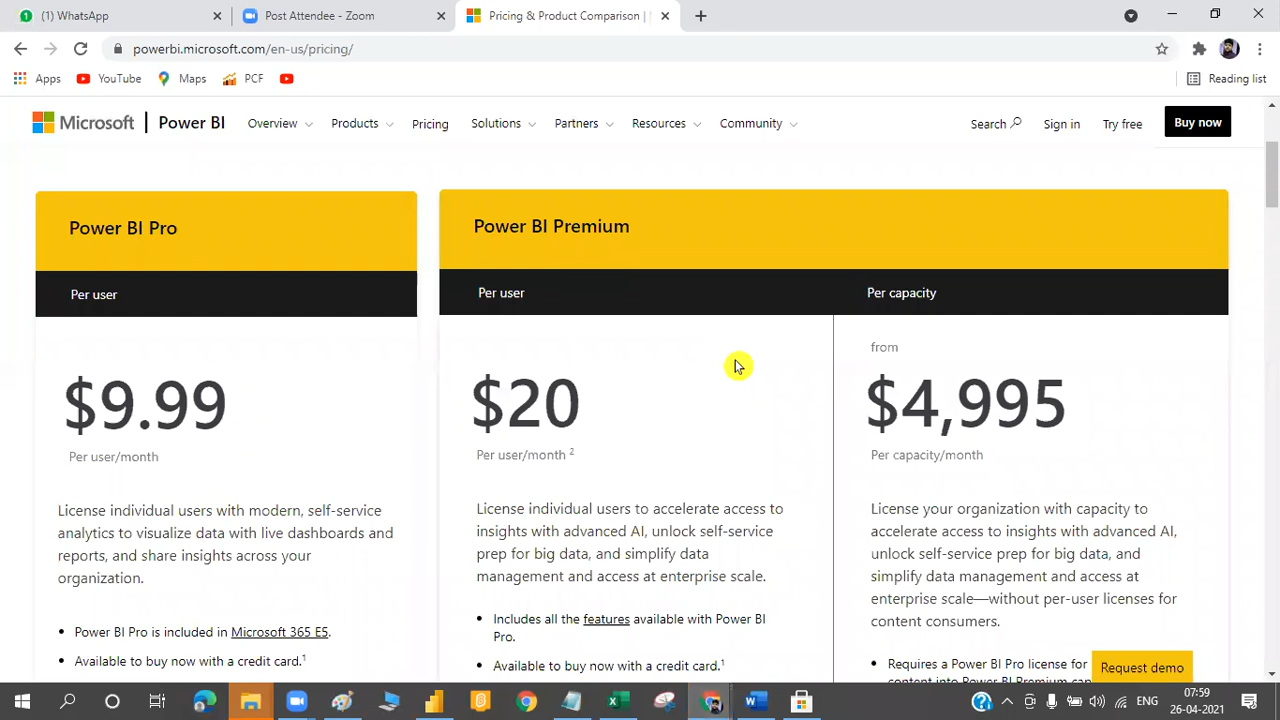 (1) WhatsApp
Post Attendee - Zoom
Pricing & Product Comparison |
powerbi.microsoft.com/en-us/pricing/
Apps YouTube Maps PCF
Reading list
Microsoft Power BI Overview Products Pricing Solutions Partners Resources Community Search Sign in Try free Buy now
Power BI Pro
Per user
$9.99
Per user/month
License individual users with modern, self-service
analytics to visualize data with live dashboards and
reports, and share insights across your
organization.
• Power BI Pro is included in Microsoft 365 E5.
• Available to buy now with a credit card.1
Power BI Premium
Per user
$20
Per user/month 2
License individual users to accelerate access to
insights with advanced AI, unlock self-service
prep for big data, and simplify data
management and access at enterprise scale.
• Includes all the features available with Power BI
Pro.
• Available to buy now with a credit card.1
Per capacity
from
$4,995
Per capacity/month
License your organization with capacity to
accelerate access to insights with advanced AI,
unlock self-service prep for big data, and
simplify data management and access at
enterprise scale—without per-user licenses for
content consumers.
• Requires a Power BI Pro license for
content into Power BI Premium cap
Request demo
ENG
07:59
26-04-2021